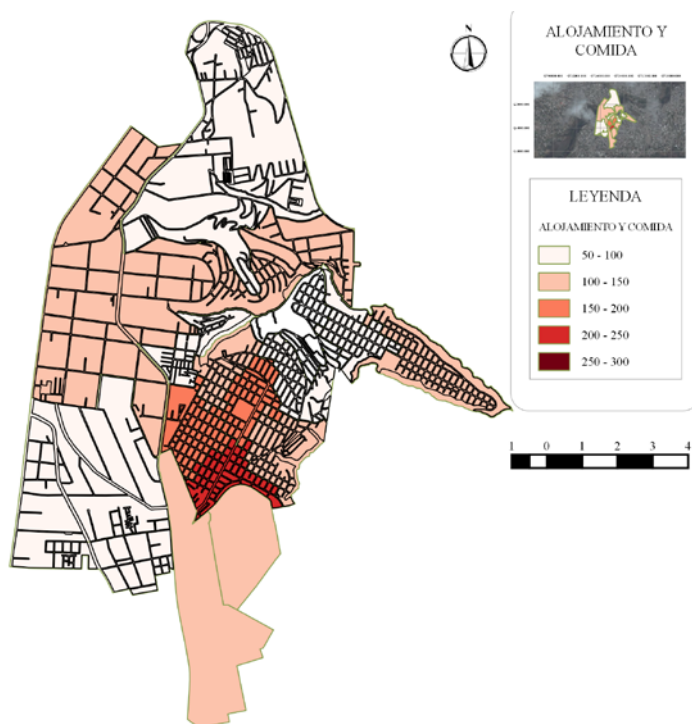 N
ALOJAMIENTO Y
COMIDA
LEYENDA
ALOJAMIENTO Y COMIDA
50 - 100
100 - 150
150 - 200
200 - 250
250 - 300
1 0 1 2 3 4